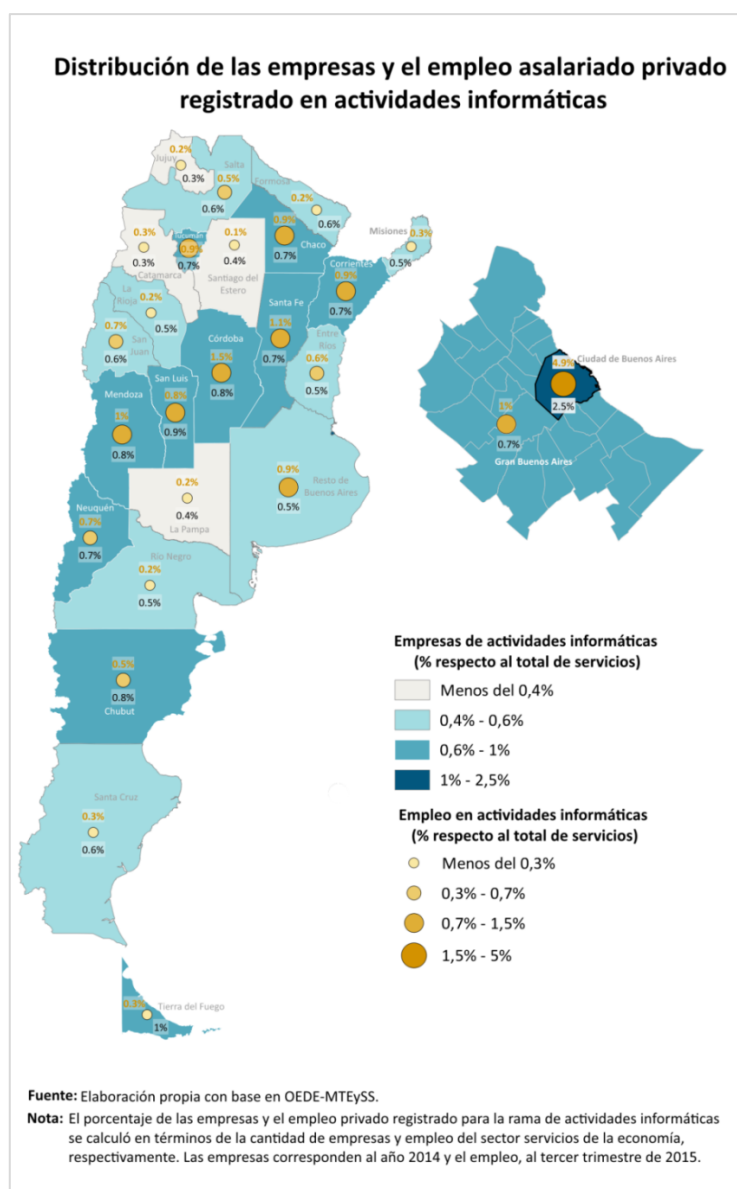 Distribución de las empresas y el empleo asalariado privado
registrado en actividades informáticas
0.2%
Jujuy
0.3%
Salta
0.5%
0.6%
Formosa
0.2%
0.6%
0.9%
Chaco
0.7%
Misiones
0.3%
0.5%
0.3%
0.3%
Catamarca
Tucumán
0.9%
0.7%
0.1%
0.4%
Santiago del
Estero
Corrientes
0.9%
0.7%
La
Rioja
0.2%
0.5%
0.7%
San
Juan
0.6%
Santa Fe
1.1%
0.7%
Córdoba
1.5%
0.8%
Entre
Ríos
0.6%
0.5%
Mendoza
1%
0.8%
San Luis
0.8%
0.9%
0.9%
Resto de
Buenos Aires
0.5%
0.2%
0.4%
La Pampa
Neuquén
0.7%
0.7%
Río Negro
0.2%
0.5%
0.5%
0.8%
Chubut
Santa Cruz
0.3%
0.6%
0.3%
Tierra del Fuego
1%
Ciudad de Buenos Aires
4.9%
2.5%
1%
0.7%
Gran Buenos Aires
Empresas de actividades informáticas
(% respecto al total de servicios)
Menos del 0,4%
0,4% - 0,6%
0,6% - 1%
1% - 2,5%
Empleo en actividades informáticas
(% respecto al total de servicios)
Menos del 0,3%
0,3% - 0,7%
0,7% - 1,5%
1,5% - 5%
Fuente: Elaboración propia con base en OEDE-MTEySS.
Nota: El porcentaje de las empresas y el empleo privado registrado para la rama de actividades informáticas
se calculó en términos de la cantidad de empresas y empleo del sector servicios de la economía,
respectivamente. Las empresas corresponden al año 2014 y el empleo, al tercer trimestre de 2015.